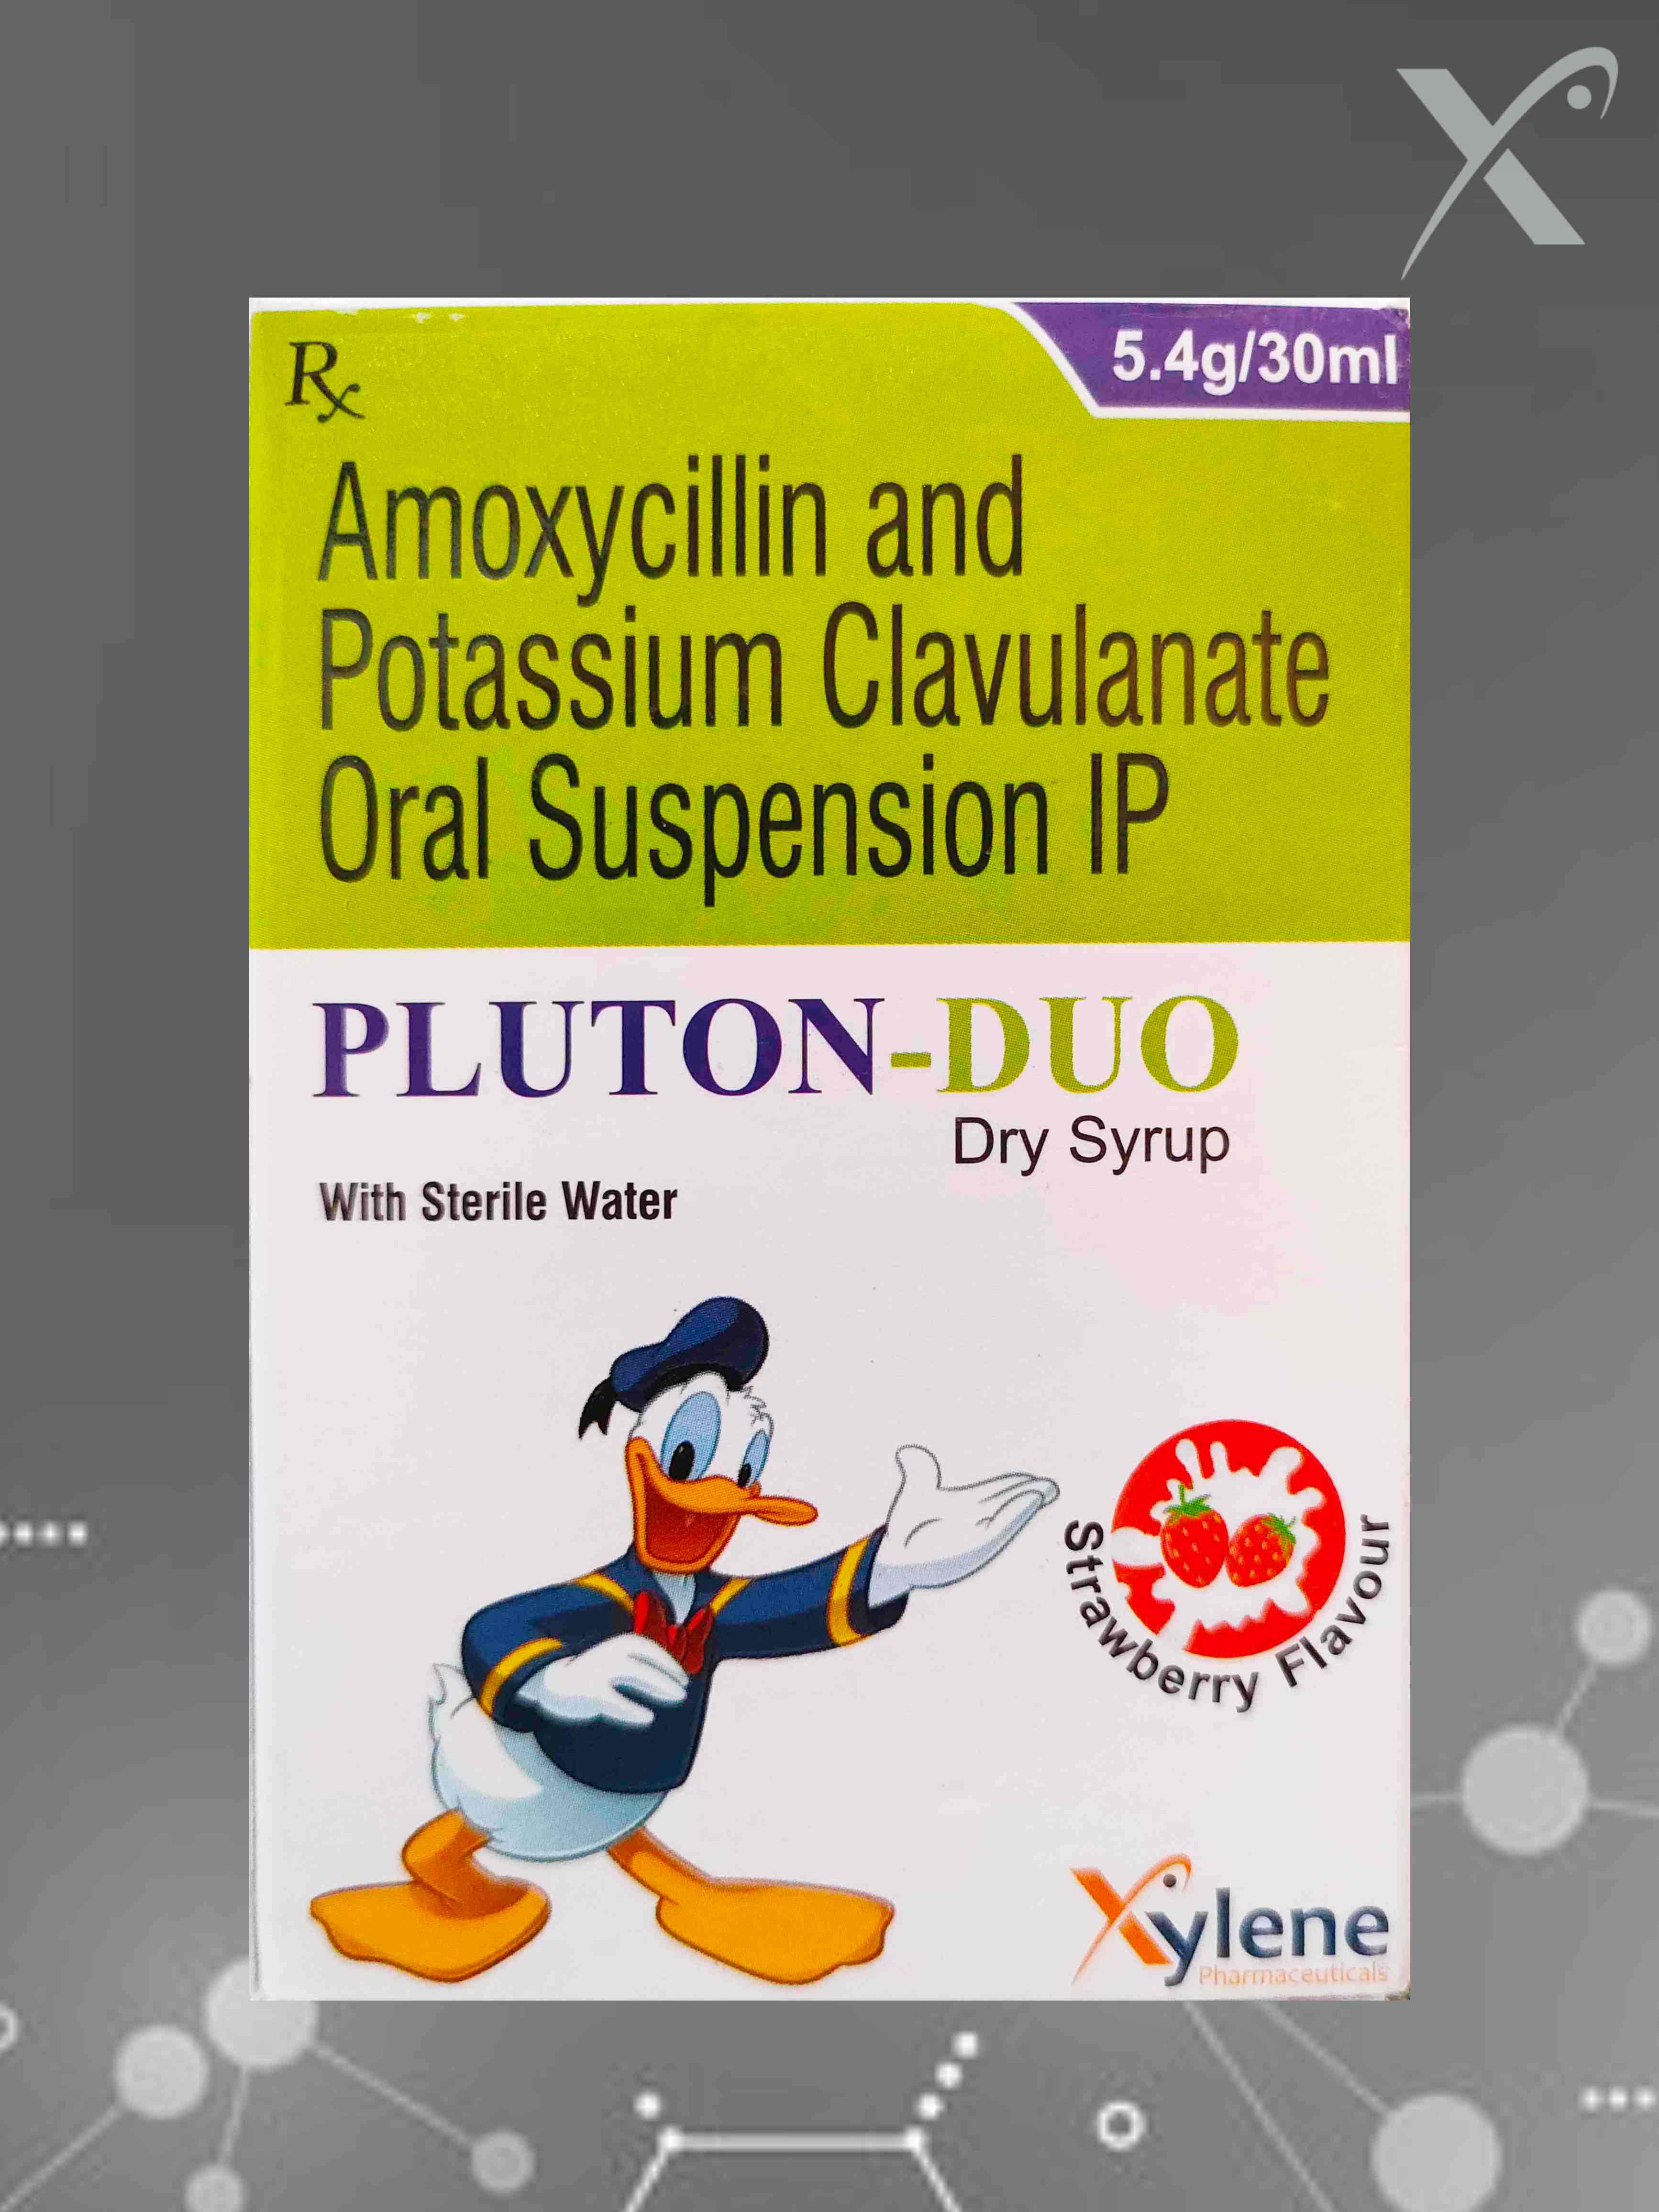 Rx
5.4g/30ml
Amoxycillin and
Potassium Clavulanate
Oral Suspension IP
PLUTON-DUO
Dry Syrup
With Sterile Water
Strawberry Flavour
Xylene
Pharmaceuticals